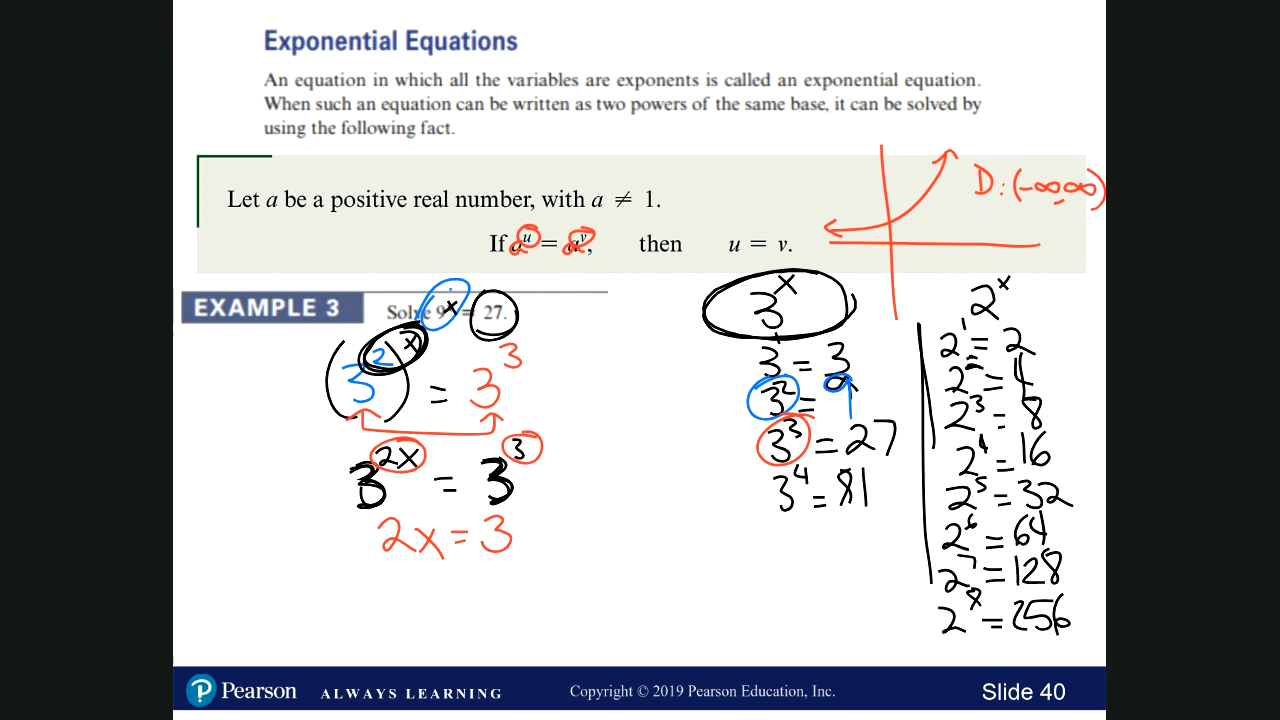 Exponential Equations
An equation in which all the variables are exponents is called an exponential equation.
When such an equation can be written as two powers of the same base, it can be solved by
using the following fact.
Let a be a positive real number, with a ≠ 1.
If a^u = a^v, then u = v.
D: (-∞,∞)
EXAMPLE 3 Solve 9^x = 27.
(3^2)^x = 3^3
3^2x = 3^3
2x = 3
3^x
3^1 = 3
3^2 = 9
3^3 = 27
3^4 = 81
2^x
2^1 = 2
2^2 = 4
2^3 = 8
2^4 = 16
2^5 = 32
2^6 = 64
2^7 = 128
2^8 = 256
P Pearson ALWAYS LEARNING Copyright © 2019 Pearson Education, Inc. Slide 40